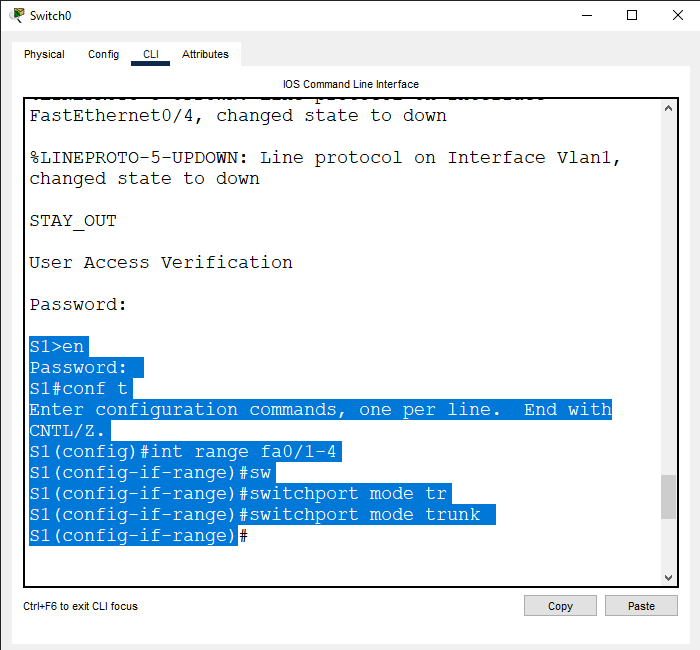 Switch0
Physical Config CLI Attributes
IOS Command Line Interface
FastEthernet0/4, changed state to down
%LINEPROTO-5-UPDOWN: Line protocol on Interface Vlan1,
changed state to down
STAY_OUT
User Access Verification
Password:
S1>en
Password:
S1#conf t
Enter configuration commands, one per line.  End with
CNTL/Z.
S1(config)#int range fa0/1-4
S1(config-if-range)#sw
S1(config-if-range)#switchport mode tr
S1(config-if-range)#switchport mode trunk
S1(config-if-range)#
Ctrl+F6 to exit CLI focus
Copy Paste